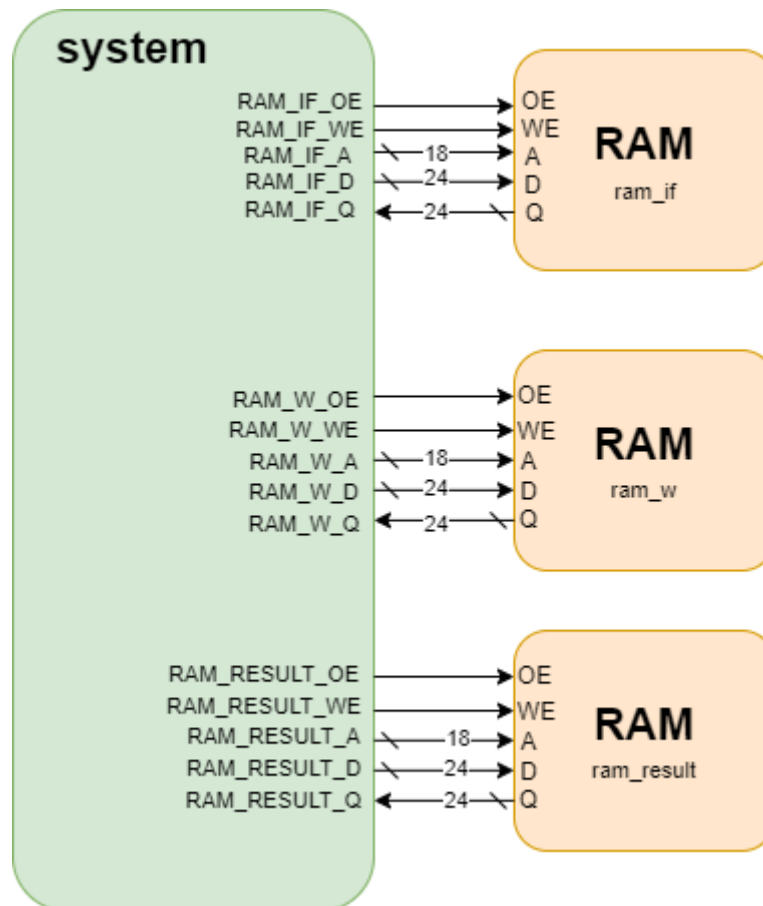 system
RAM_IF_OE
RAM_IF_WE
RAM_IF_A
RAM_IF_D
RAM_IF_Q
18
24
24
OE
WE
A
D
Q
RAM
ram_if
RAM_W_OE
RAM_W_WE
RAM_W_A
RAM_W_D
RAM_W_Q
18
24
24
OE
WE
A
D
Q
RAM
ram_w
RAM_RESULT_OE
RAM_RESULT_WE
RAM_RESULT_A
RAM_RESULT_D
RAM_RESULT_Q
18
24
24
OE
WE
A
D
Q
RAM
ram_result